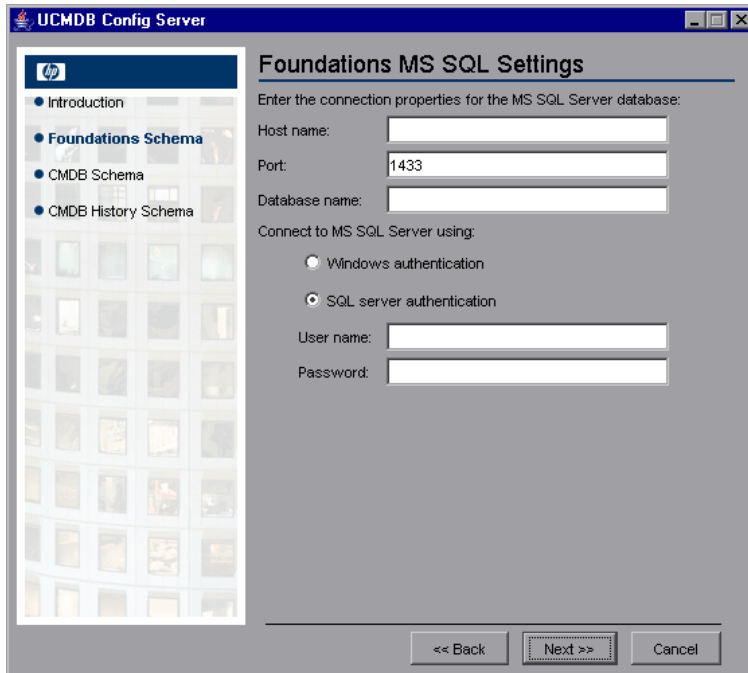 UCMDB Config Server
hp
Introduction
Foundations Schema
CMDB Schema
CMDB History Schema
Foundations MS SQL Settings
Enter the connection properties for the MS SQL Server database:
Host name:
Port: 1433
Database name:
Connect to MS SQL Server using:
Windows authentication
SQL server authentication
User name:
Password:
<< Back Next >> Cancel